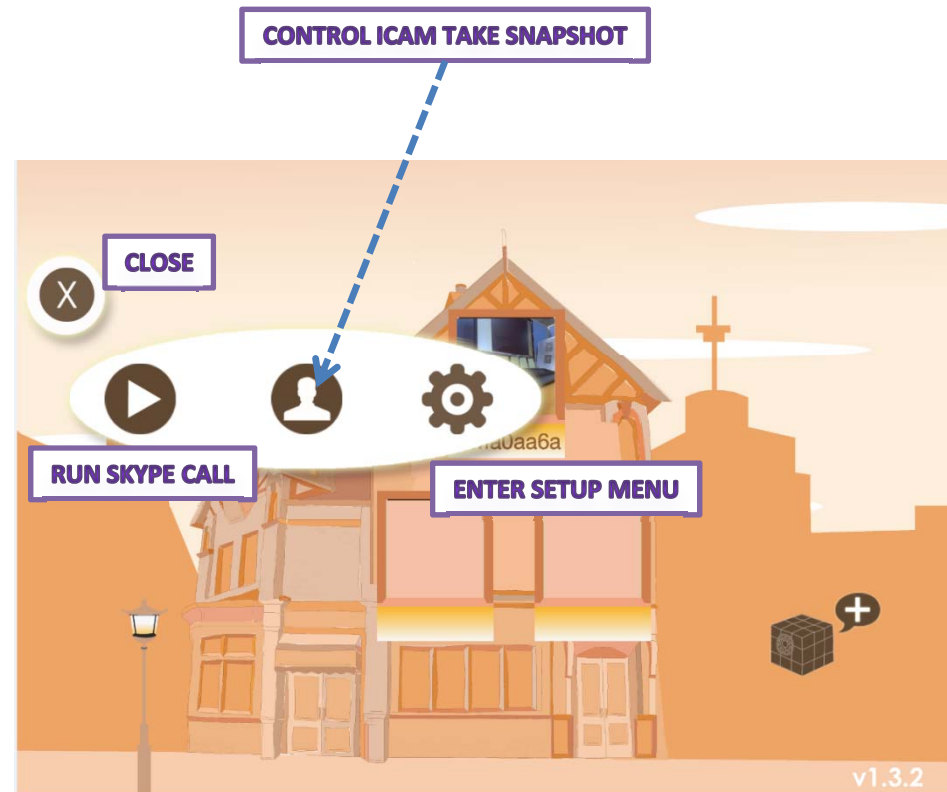 CONTROL ICAM TAKE SNAPSHOT
CLOSE
X
RUN SKYPE CALL
ENTER SETUP MENU
v1.3.2